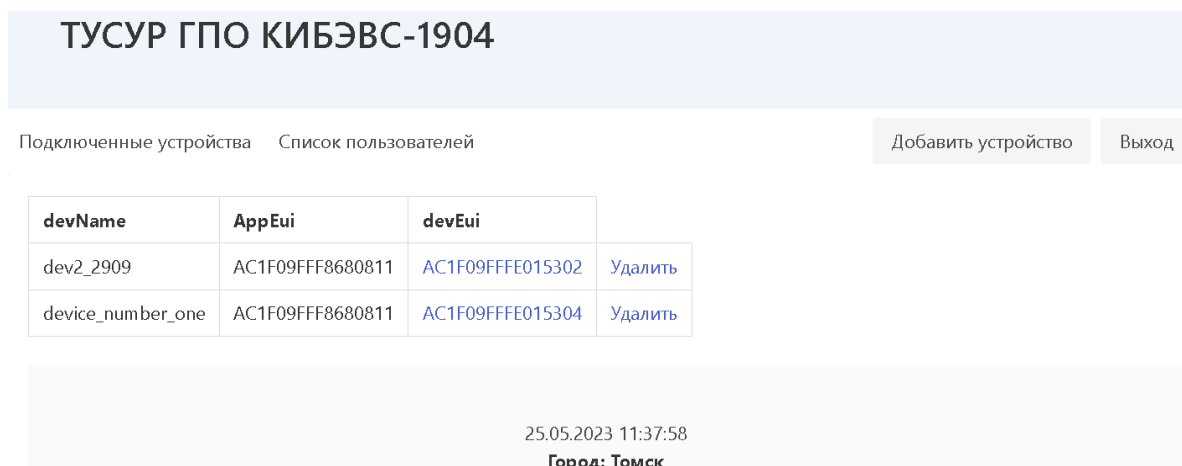 ТУСУР ГПО КИБЭВС-1904
Подключенные устройства Список пользователей Добавить устройство Выход
devName AppEui devEui
dev2_2909 AC1F09FFF8680811 AC1F09FFFE015302 Удалить
device_number_one AC1F09FFF8680811 AC1F09FFFE015304 Удалить
25.05.2023 11:37:58
Город: Томск